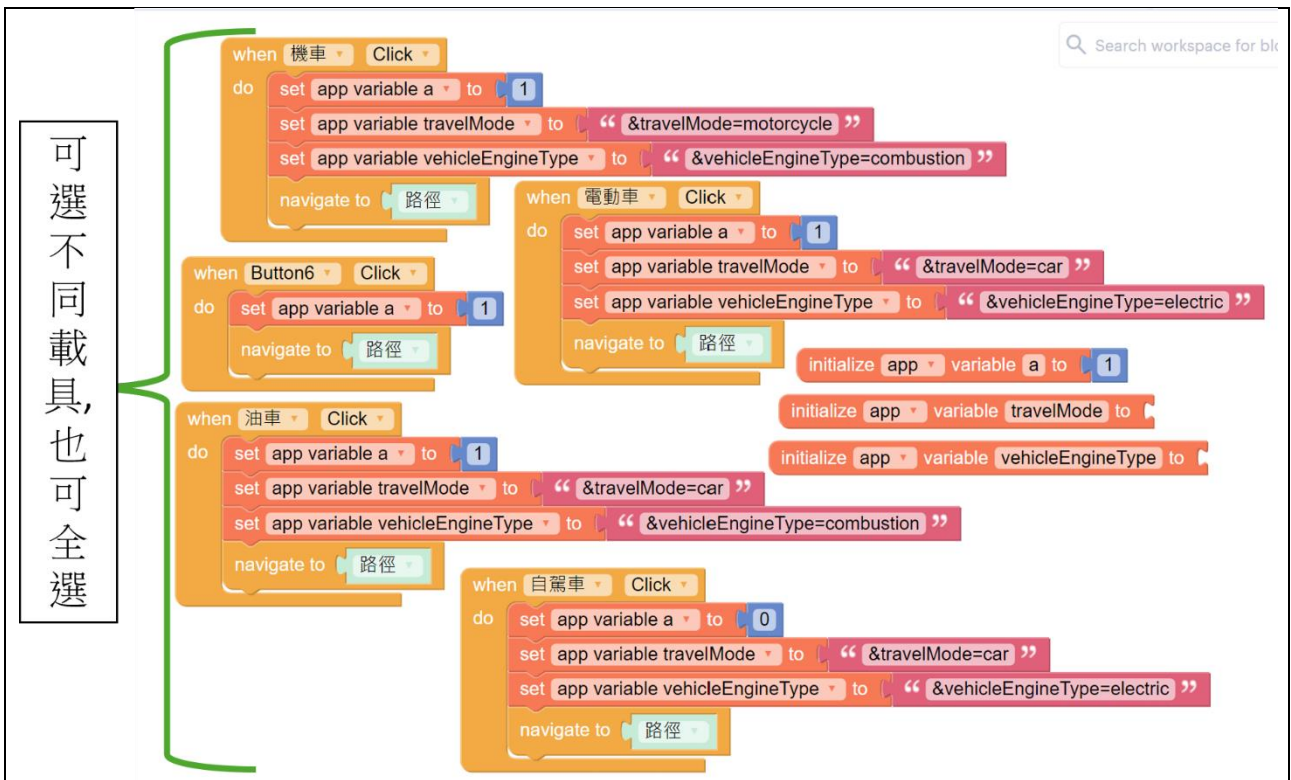 可選不同載具,也可全選
Search workspace for blo
when 機車 Click
do set app variable a to 1
set app variable travelMode to “ &travelMode=motorcycle ”
set app variable vehicleEngineType to “ &vehicleEngineType=combustion ”
navigate to 路徑
when 電動車 Click
do set app variable a to 1
set app variable travelMode to “ &travelMode=car ”
set app variable vehicleEngineType to “ &vehicleEngineType=electric ”
navigate to 路徑
when Button6 Click
do set app variable a to 1
navigate to 路徑
initialize app variable a to 1
initialize app variable travelMode to
initialize app variable vehicleEngineType to
when 油車 Click
do set app variable a to 1
set app variable travelMode to “ &travelMode=car ”
set app variable vehicleEngineType to “ &vehicleEngineType=combustion ”
navigate to 路徑
when 自駕車 Click
do set app variable a to 0
set app variable travelMode to “ &travelMode=car ”
set app variable vehicleEngineType to “ &vehicleEngineType=electric ”
navigate to 路徑